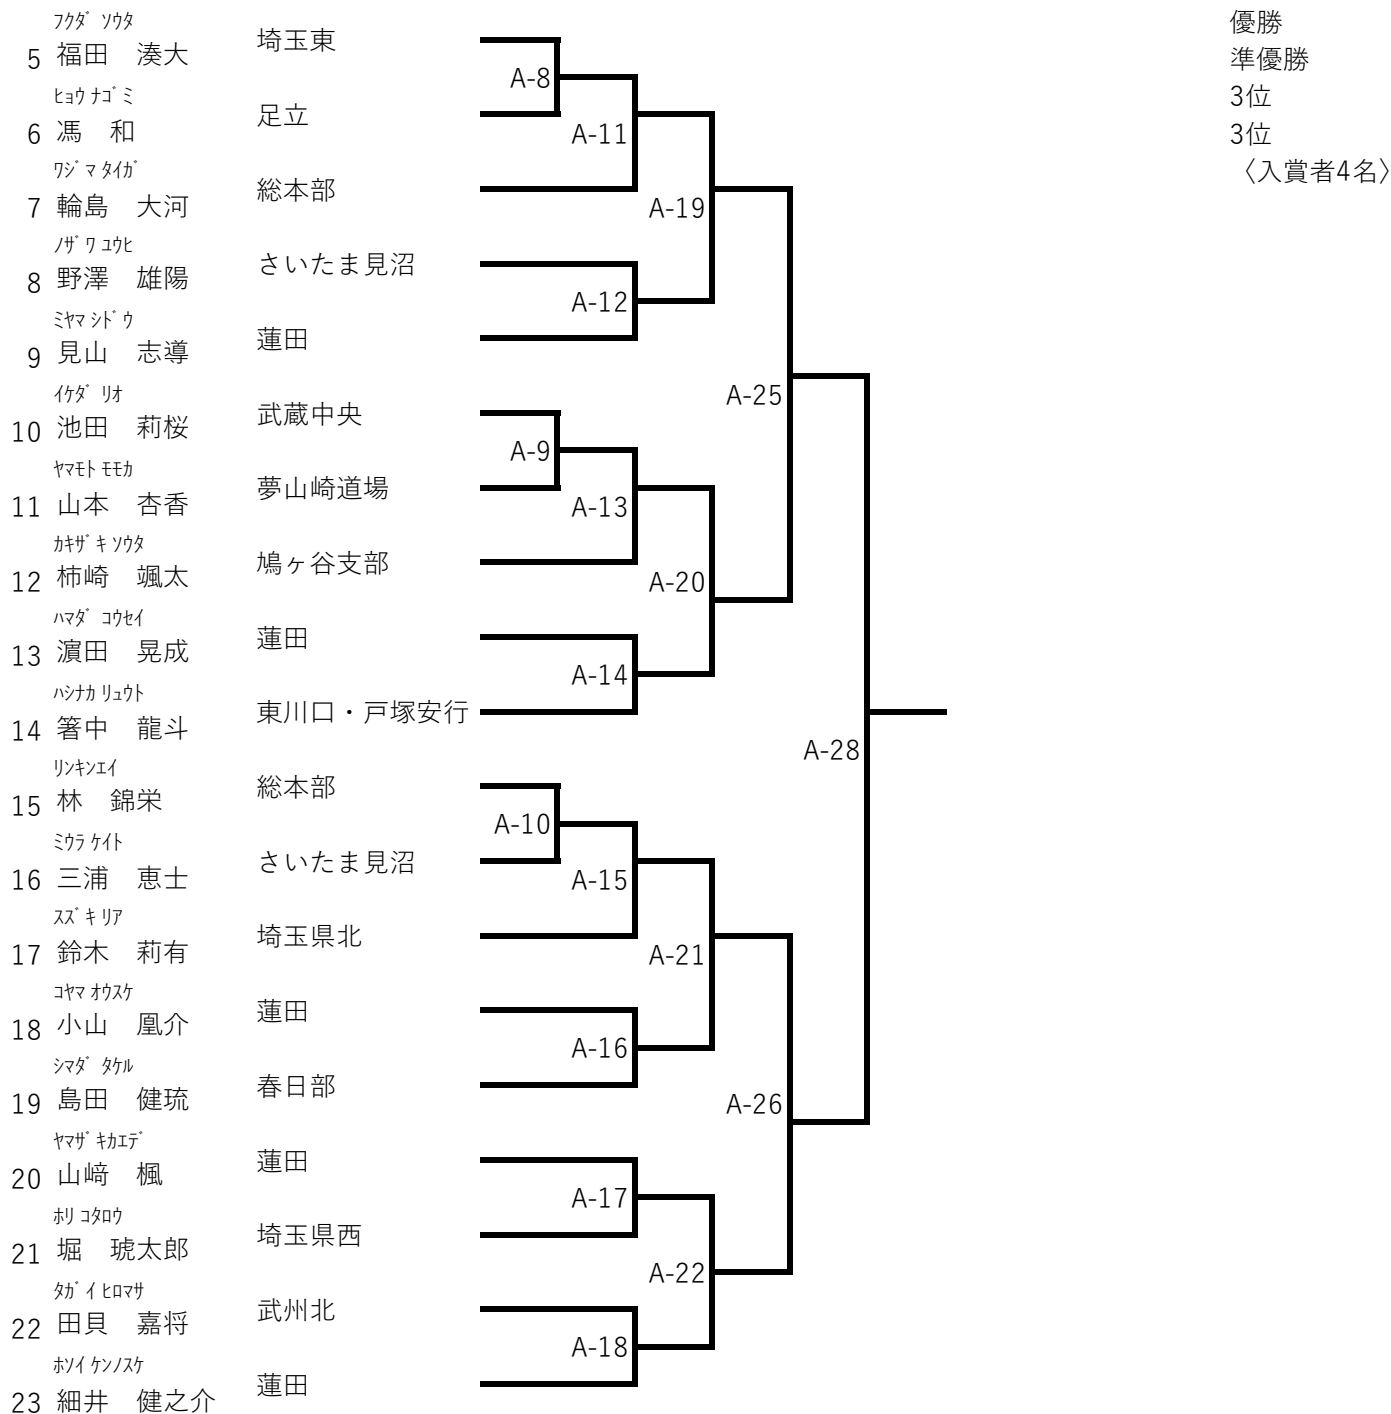 ﾌｸﾀﾞ ｿｳﾀ
5 福田　湊大 埼玉東
ﾋｮｳ ﾅｺﾞﾐ
6 馮　和 足立
ﾜｼﾞﾏ ﾀｲｶﾞ
7 輪島　大河 総本部
ﾉｻﾞﾜ ﾕｳﾋ
8 野澤　雄陽 さいたま見沼
ﾐﾔﾏ ｼﾄﾞｳ
9 見山　志導 蓮田
ｲｹﾀﾞ ﾘｵ
10 池田　莉桜 武蔵中央
ﾔﾏﾓﾄ ﾓﾓｶ
11 山本　杏香 夢山崎道場
ｶｷｻﾞｷ ｿｳﾀ
12 柿崎　颯太 鳩ヶ谷支部
ﾊﾏﾀﾞ ｺｳｾｲ
13 濵田　晃成 蓮田
ﾊｼﾅｶ ﾘｭｳﾄ
14 箸中　龍斗 東川口・戸塚安行
ﾘﾝｷﾝｴｲ
15 林　錦栄 総本部
ﾐｳﾗ ｹｲﾄ
16 三浦　恵士 さいたま見沼
ｽｽﾞｷ ﾘｱ
17 鈴木　莉有 埼玉県北
ｺﾔﾏ ｵｳｽｹ
18 小山　凰介 蓮田
ｼﾏﾀﾞ ﾀｹﾙ
19 島田　健琉 春日部
ﾔﾏｻﾞｷｶｴﾃﾞ
20 山﨑　楓 蓮田
ﾎﾘ ｺﾀﾛｳ
21 堀　琥太郎 埼玉県西
ﾀｶﾞｲ ﾋﾛﾏｻ
22 田貝　嘉将 武州北
ﾎｿｲ ｹﾝﾉｽｹ
23 細井　健之介 蓮田
A-8
A-9
A-10
A-11
A-12
A-13
A-14
A-15
A-16
A-17
A-18
A-19
A-20
A-21
A-22
A-25
A-26
A-28
優勝
準優勝
3位
3位
〈入賞者4名〉